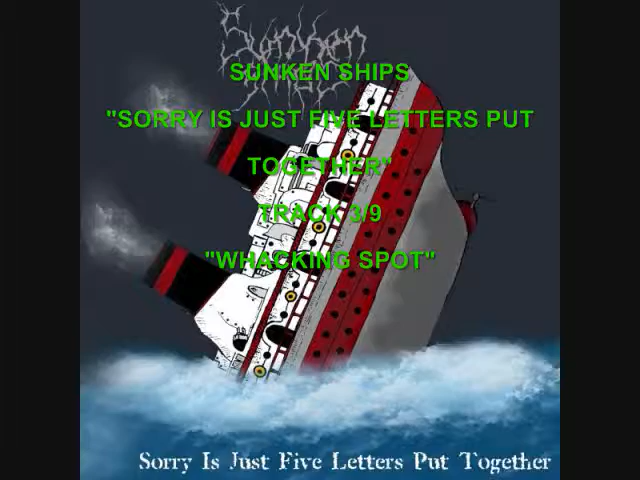 Sunken
Ships
SUNKEN SHIPS
"SORRY IS JUST FIVE LETTERS PUT
TOGETHER"
TRACK 3/9
"WHACKING SPOT"
Sorry Is Just Five Letters Put Together